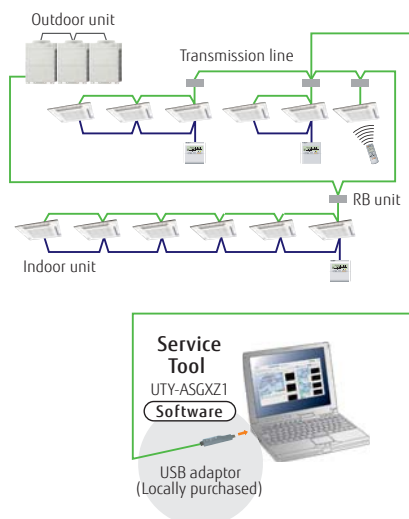 Outdoor unit
Transmission line
RB unit
Indoor unit
Service
Tool
UTY-ASGXZ1
Software
USB adaptor
(Locally purchased)